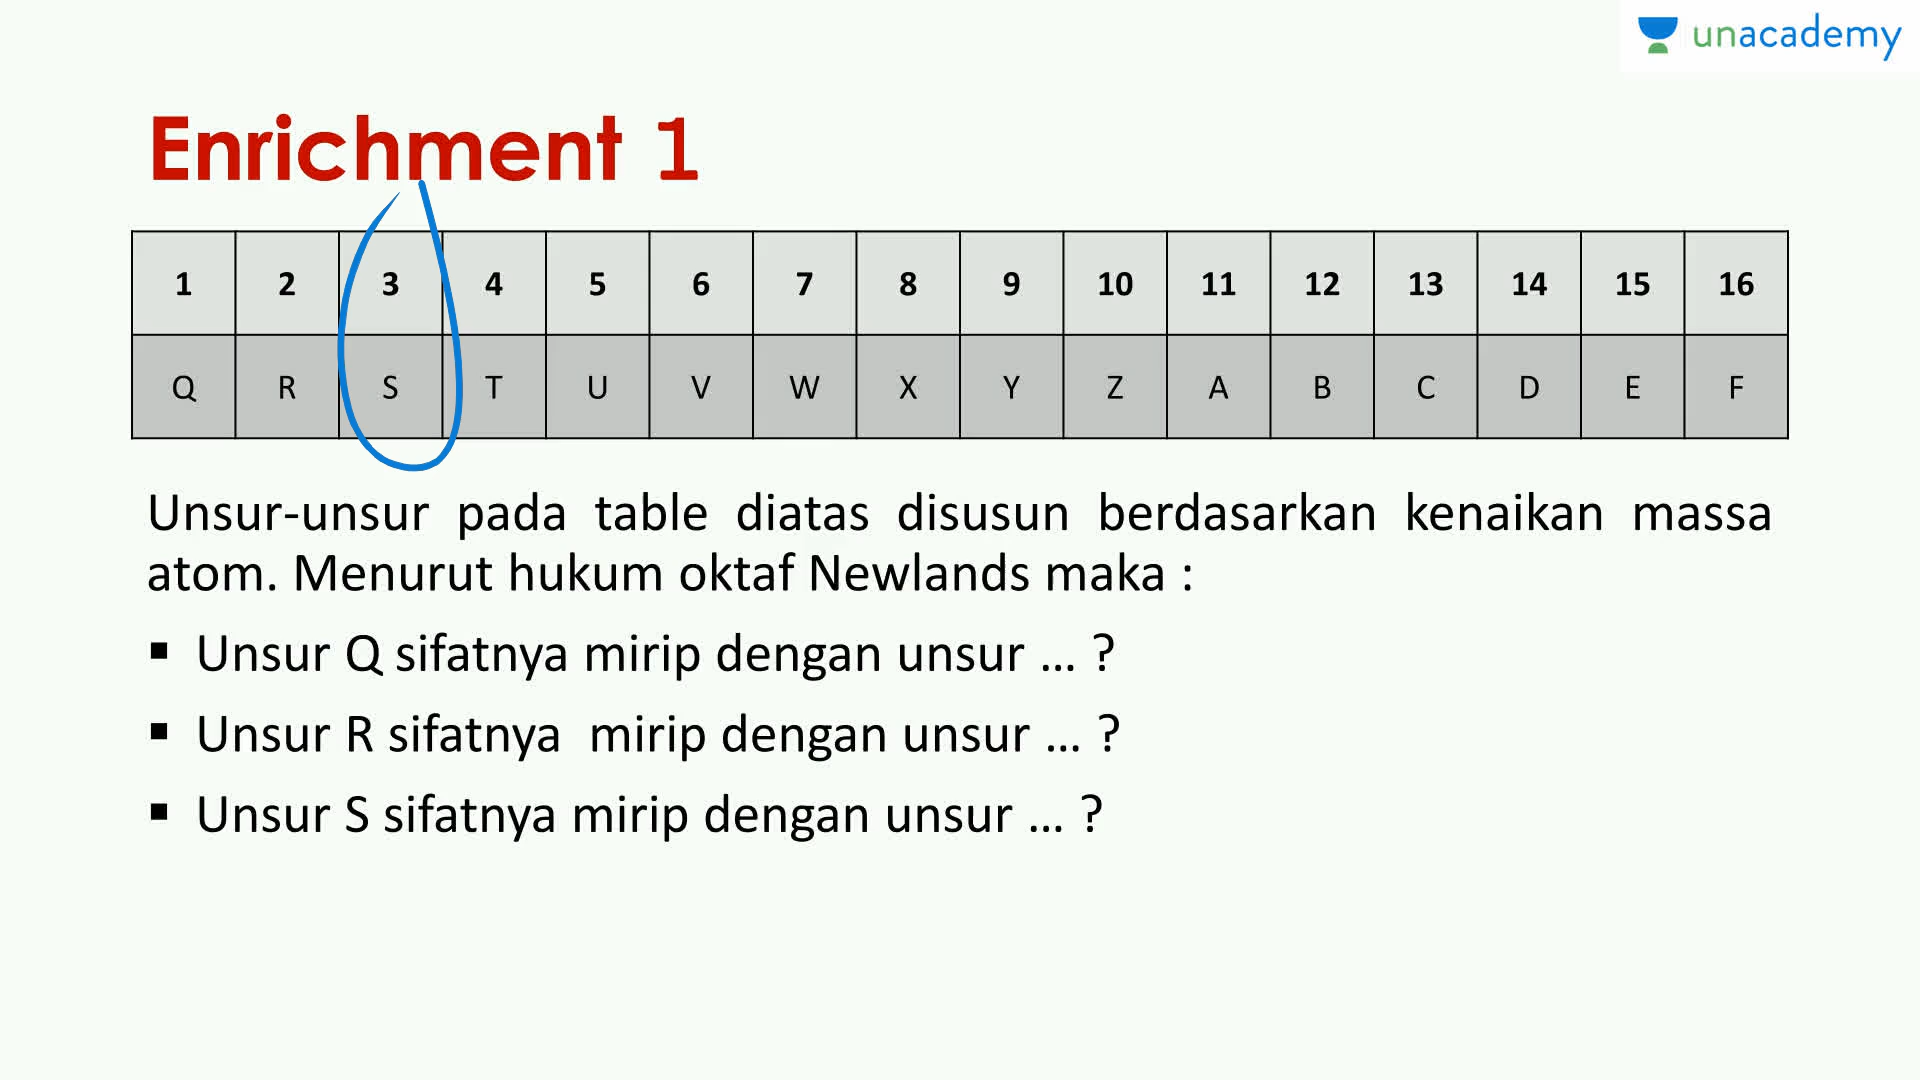 unacademy
Enrichment 1
1 2 3 4 5 6 7 8 9 10 11 12 13 14 15 16
Q R S T U V W X Y Z A B C D E F
Unsur-unsur pada table diatas disusun berdasarkan kenaikan massa
atom. Menurut hukum oktaf Newlands maka :
▪ Unsur Q sifatnya mirip dengan unsur ... ?
▪ Unsur R sifatnya mirip dengan unsur ... ?
▪ Unsur S sifatnya mirip dengan unsur ... ?